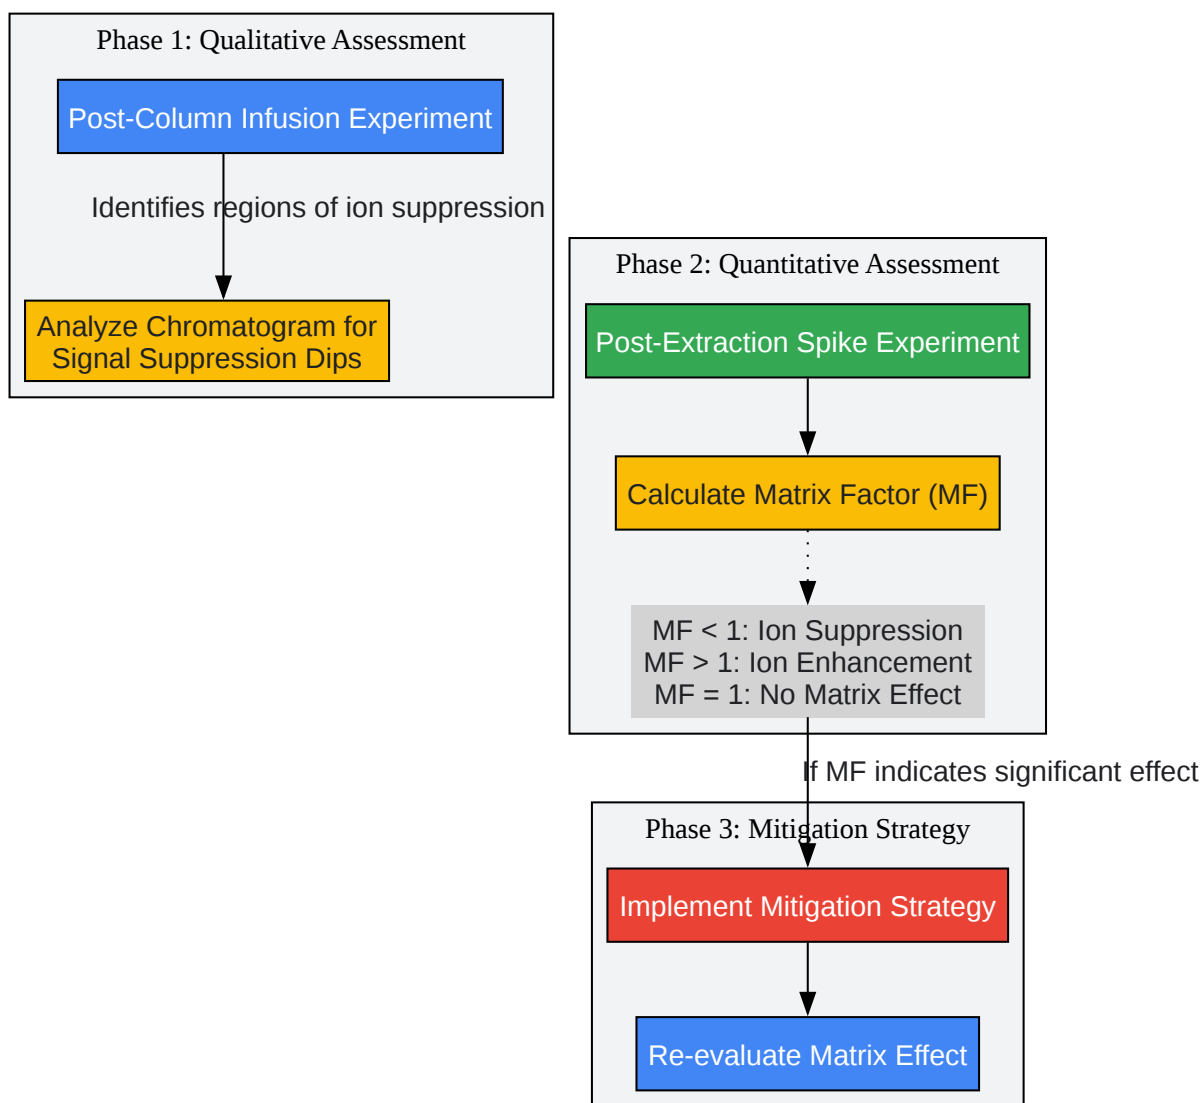 Phase 1: Qualitative Assessment
Post-Column Infusion Experiment
Identifies regions of ion suppression
Analyze Chromatogram for
Signal Suppression Dips
Phase 2: Quantitative Assessment
Post-Extraction Spike Experiment
Calculate Matrix Factor (MF)
MF < 1: Ion Suppression
MF > 1: Ion Enhancement
MF = 1: No Matrix Effect
If MF indicates significant effect
Phase 3: Mitigation Strategy
Implement Mitigation Strategy
Re-evaluate Matrix Effect